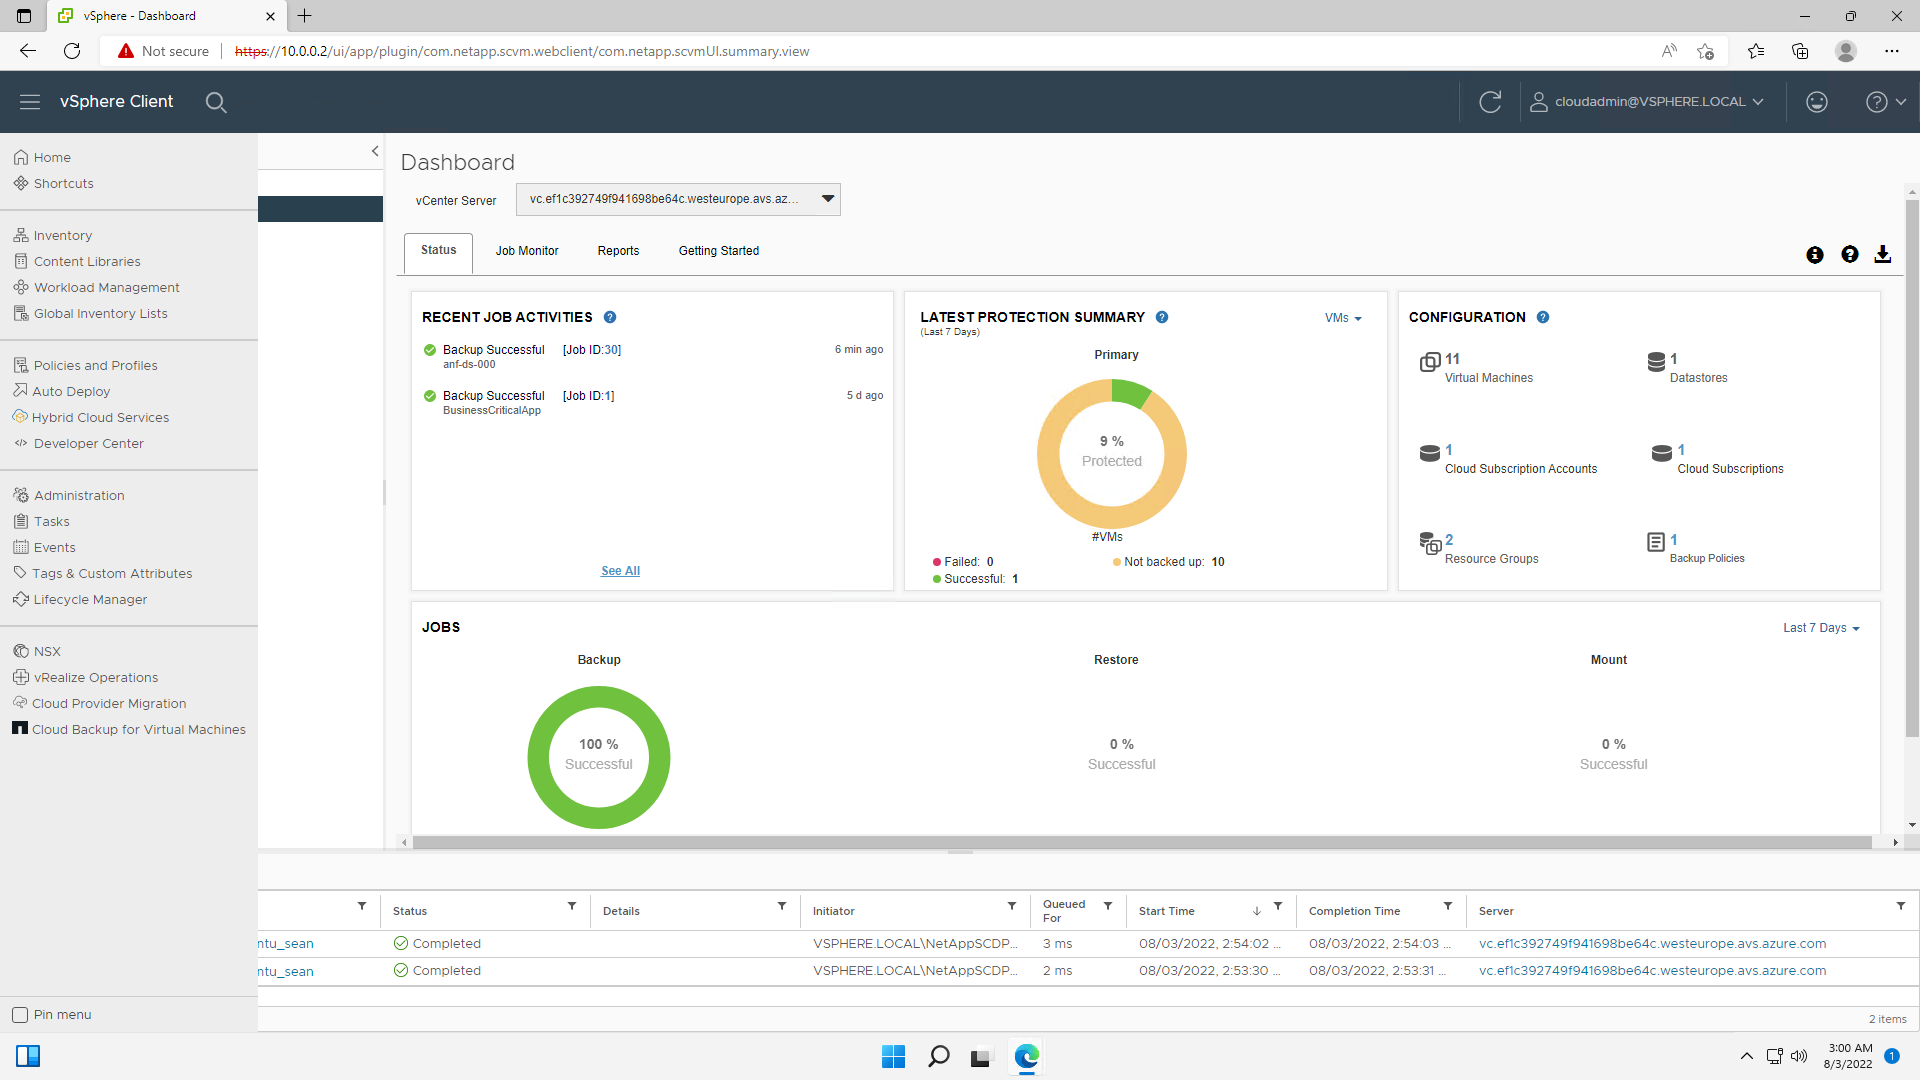 vSphere - Dashboard
Not secure
https://10.0.0.2/ui/app/plugin/com.netapp.scvm.webclient/com.netapp.scvmUI.summary.view
vSphere Client
cloudadmin@VSPHERE.LOCAL
Home
Shortcuts
Inventory
Content Libraries
Workload Management
Global Inventory Lists
Policies and Profiles
Auto Deploy
Hybrid Cloud Services
Developer Center
Administration
Tasks
Events
Tags & Custom Attributes
Lifecycle Manager
NSX
vRealize Operations
Cloud Provider Migration
Cloud Backup for Virtual Machines
Pin menu
Dashboard
vCenter Server
vc.ef1c392749f941698be64c.westeurope.avs.az...
Status Job Monitor Reports Getting Started
RECENT JOB ACTIVITIES
Backup Successful [Job ID:30] 6 min ago
anf-ds-000
Backup Successful [Job ID:1] 5 d ago
BusinessCriticalApp
See All
LATEST PROTECTION SUMMARY VMs
(Last 7 Days)
Primary
9 %
Protected
#VMs
Failed: 0 Not backed up: 10
Successful: 1
CONFIGURATION
11
Virtual Machines
1
Datastores
1
Cloud Subscription Accounts
1
Cloud Subscriptions
2
Resource Groups
1
Backup Policies
JOBS Last 7 Days
Backup Restore Mount
100 %
Successful
0 %
Successful
0 %
Successful
Status Details Initiator Queued For Start Time Completion Time Server
ntu_sean Completed VSPHERE.LOCAL\NetAppSCDP... 3 ms 08/03/2022, 2:54:02 ... 08/03/2022, 2:54:03 ... vc.ef1c392749f941698be64c.westeurope.avs.azure.com
ntu_sean Completed VSPHERE.LOCAL\NetAppSCDP... 2 ms 08/03/2022, 2:53:30 ... 08/03/2022, 2:53:31 ... vc.ef1c392749f941698be64c.westeurope.avs.azure.com
2 items
3:00 AM
8/3/2022
1